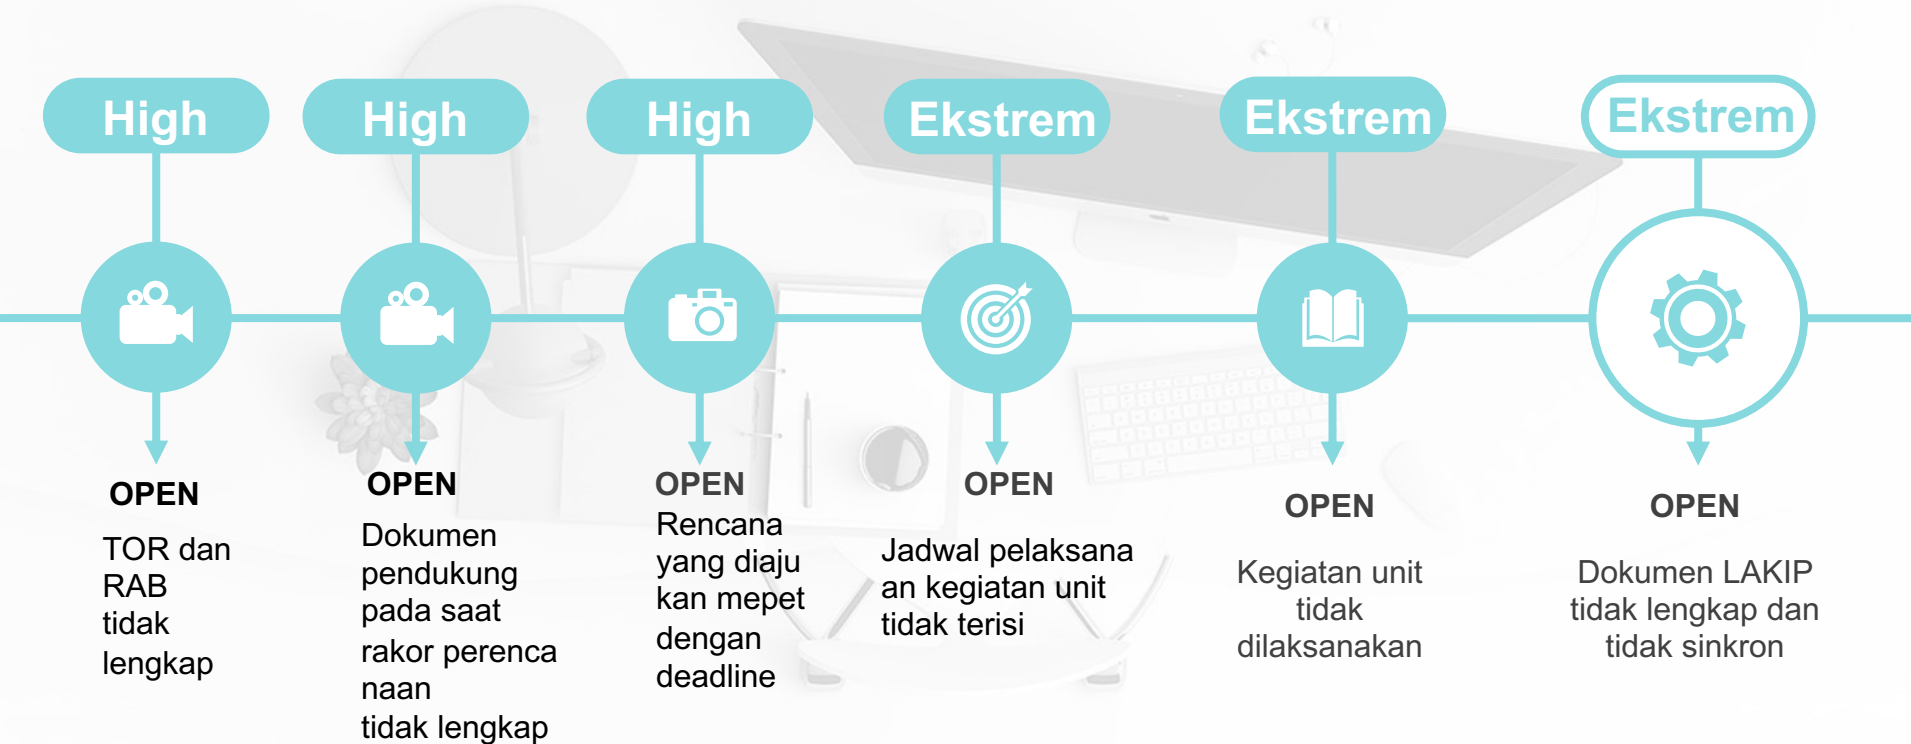 High
High
High
Ekstrem
Ekstrem
Ekstrem
OPEN
TOR dan
RAB
tidak
lengkap
OPEN
Dokumen
pendukung
pada saat
rakor perenca
naan
tidak lengkap
OPEN
Rencana
yang diaju
kan mepet
dengan
deadline
OPEN
Jadwal pelaksana
an kegiatan unit
tidak terisi
OPEN
Kegiatan unit
tidak
dilaksanakan
OPEN
Dokumen LAKIP
tidak lengkap dan
tidak sinkron